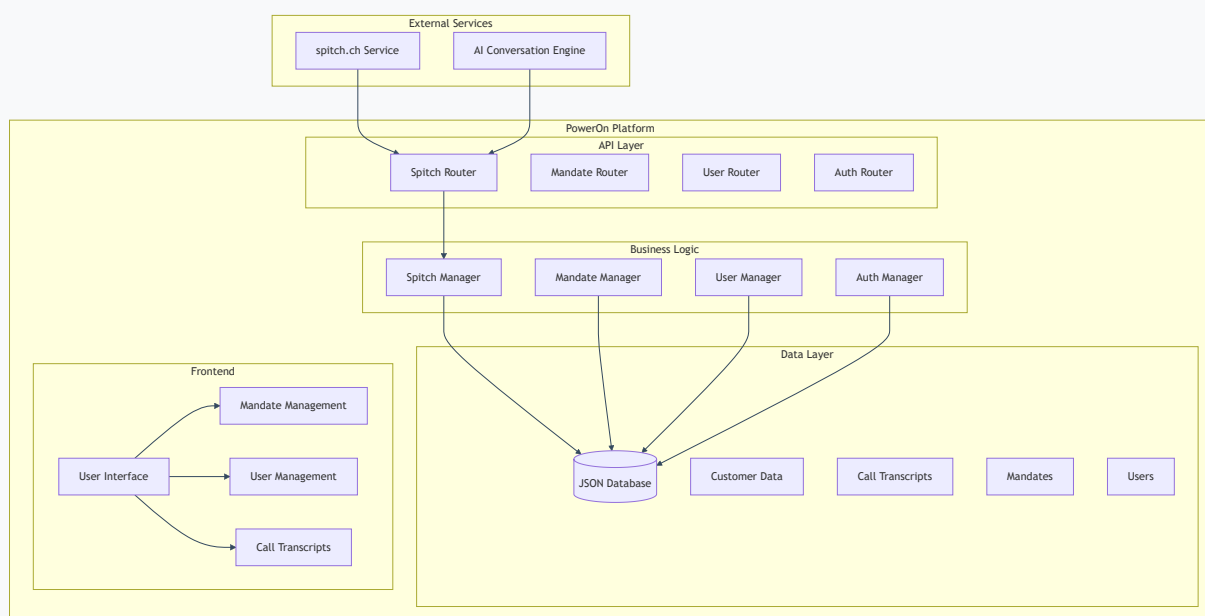 External Services
spitch.ch Service
AI Conversation Engine
PowerOn Platform
API Layer
Spitch Router
Mandate Router
User Router
Auth Router
Business Logic
Spitch Manager
Mandate Manager
User Manager
Auth Manager
Data Layer
Frontend
Mandate Management
User Interface
User Management
Call Transcripts
JSON Database
Customer Data
Call Transcripts
Mandates
Users